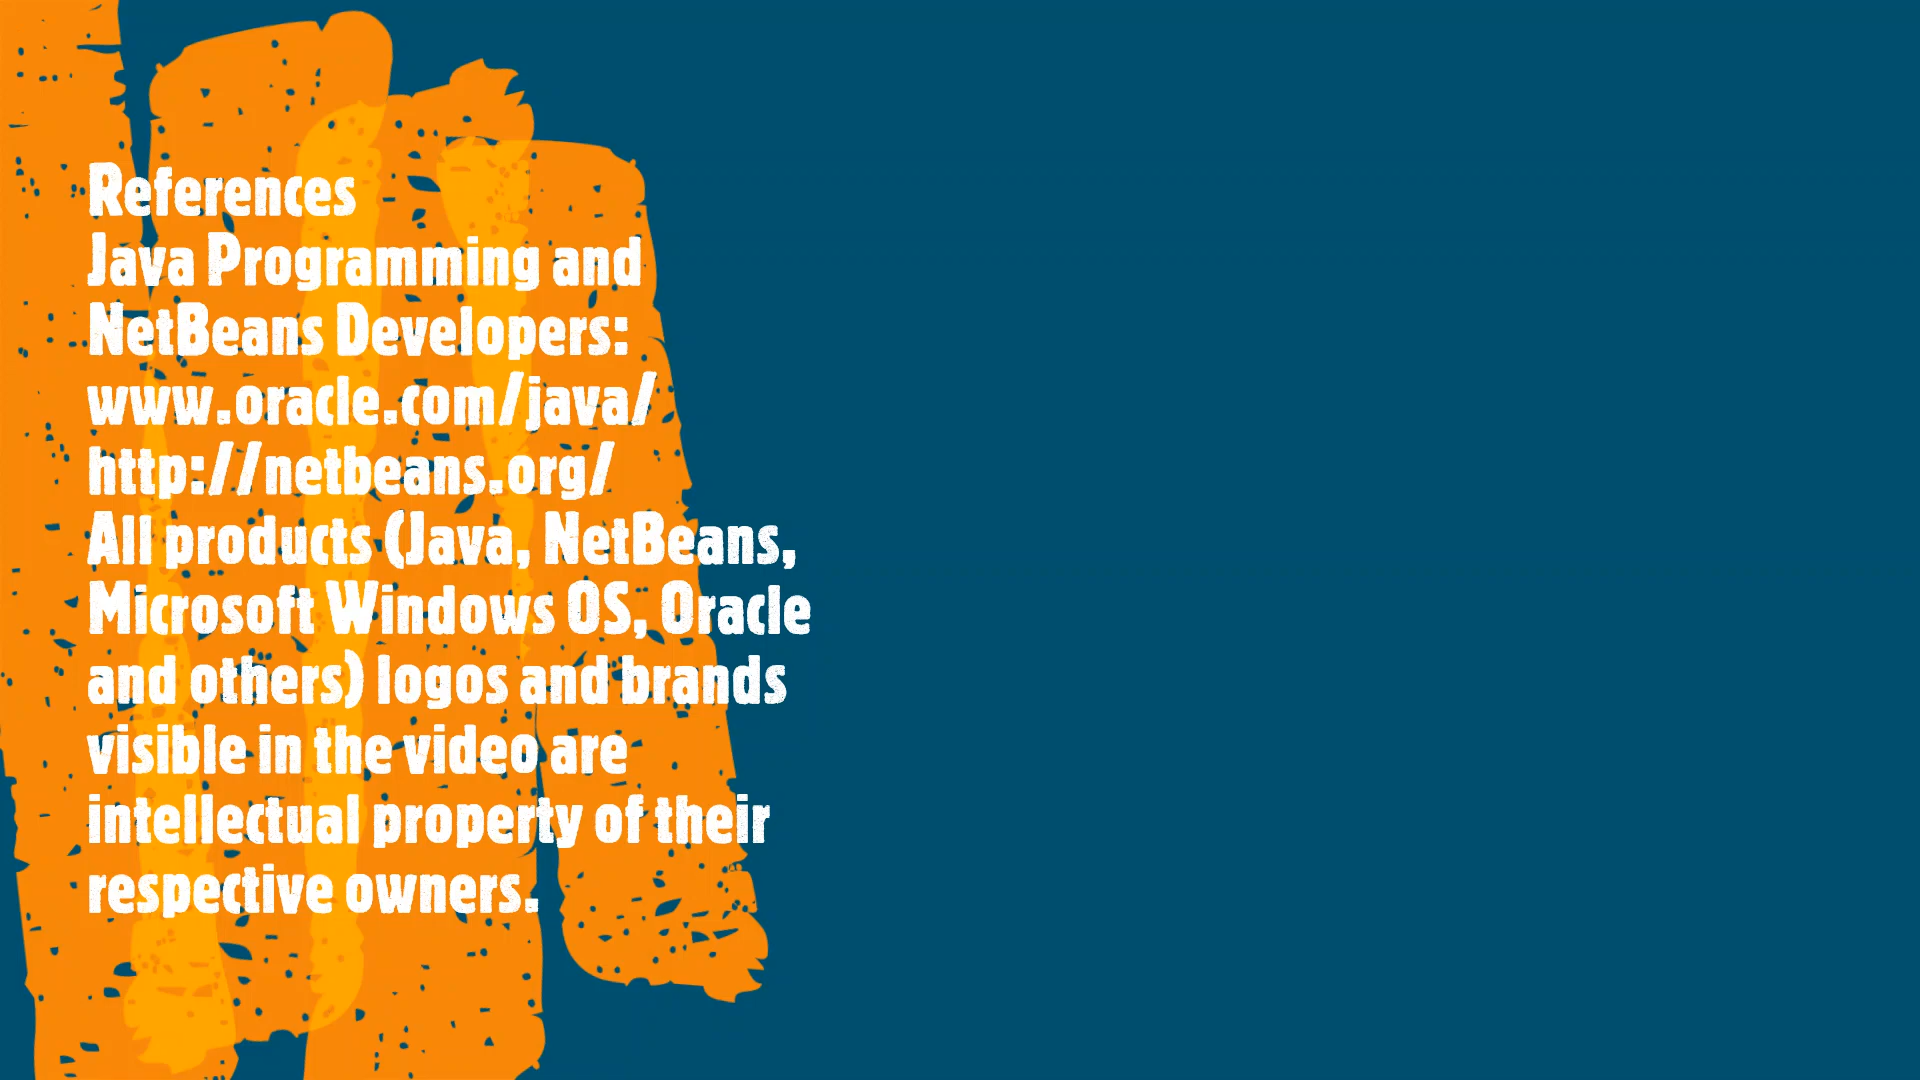 References
Java Programming and
NetBeans Developers:
www.oracle.com/java/
http://netbeans.org/
All products (Java, NetBeans,
Microsoft Windows OS, Oracle
and others) logos and brands
visible in the video are
intellectual property of their
respective owners.